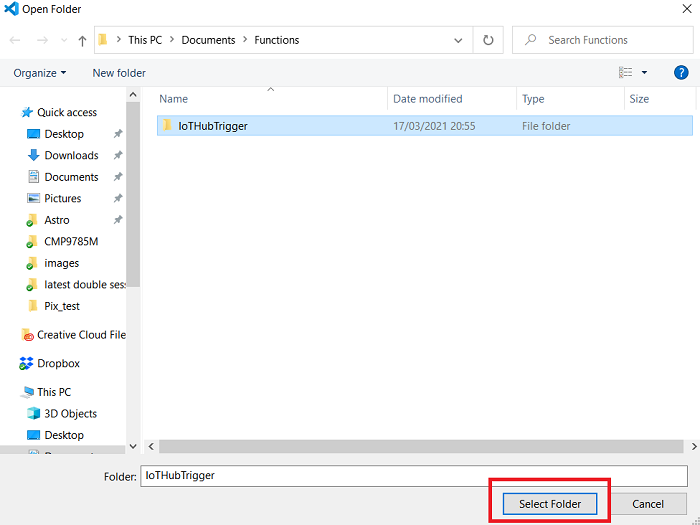 Open Folder
This PC Documents Functions
Search Functions
Organize New folder
Name Date modified Type Size
Quick access
Desktop
Downloads
Documents
Pictures
Astro
CMP9785M
images
latest double ses
Pix_test
Creative Cloud File
Dropbox
This PC
3D Objects
Desktop
IoTHubTrigger 17/03/2021 20:55 File folder
Folder: IoTHubTrigger
Select Folder Cancel